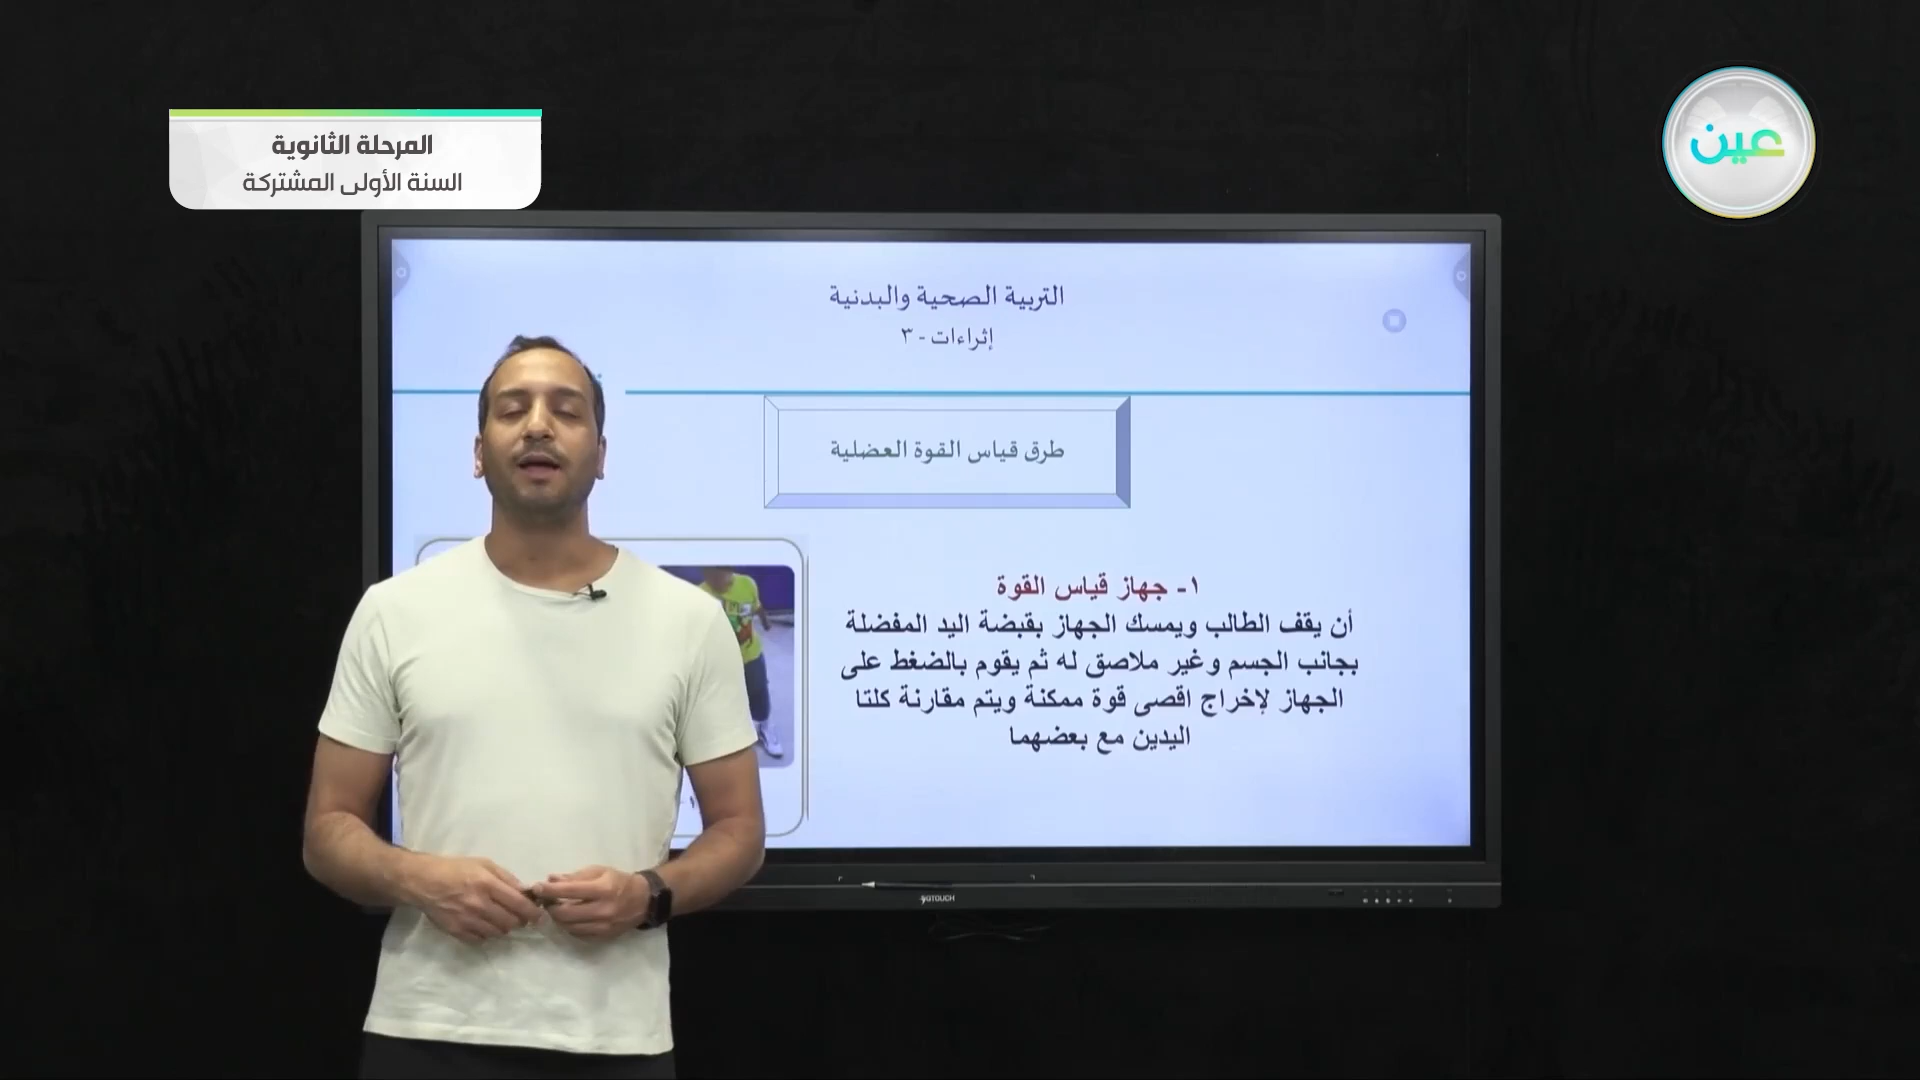 المرحلة الثانوية
السنة الأولى المشتركة
عين
التربية الصحية والبدنية
إثراءات - ٣
طرق قياس القوة العضلية
١- جهاز قياس القوة
أن يقف الطالب ويمسك الجهاز بقبضة اليد المفضلة
بجانب الجسم وغير ملاصق له ثم يقوم بالضغط على
الجهاز لإخراج اقصى قوة ممكنة ويتم مقارنة كلتا
اليدين مع بعضهما